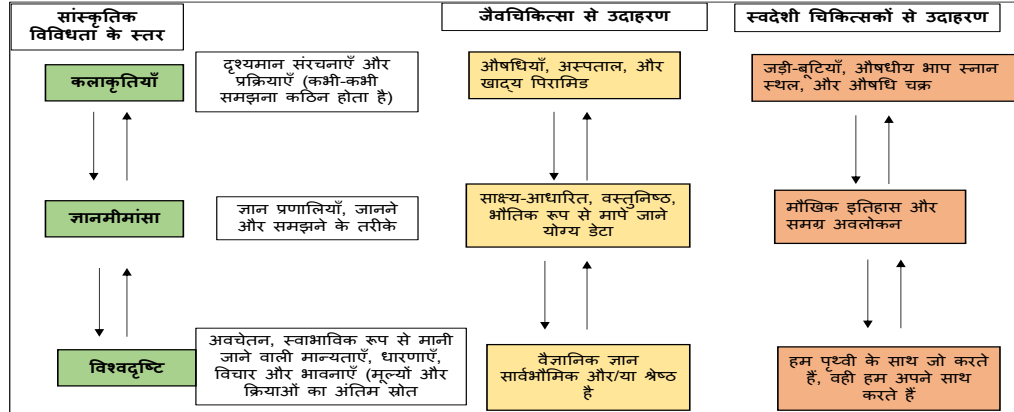 सांस्कृतिक
विविधता के स्तर
जैवचिकित्सा से उदाहरण
स्वदेशी चिकित्सकों से उदाहरण
कलाकृतियाँ
दृश्यमान संरचनाएँ और
प्रक्रियाएँ (कभी-कभी
समझना कठिन होता है)
औषधियाँ, अस्पताल, और
खाद्य पिरामिड
जड़ी-बूटियाँ, औषधीय भाप स्नान
स्थल, और औषधि चक्र
ज्ञानमीमांसा
ज्ञान प्रणालियाँ, जानने
और समझने के तरीके
साक्ष्य-आधारित, वस्तुनिष्ठ,
भौतिक रूप से मापे जाने
योग्य डेटा
मौखिक इतिहास और
समग्र अवलोकन
विश्वदृष्टि
अवचेतन, स्वाभाविक रूप से मानी
जाने वाली मान्यताएँ, धारणाएँ,
विचार और भावनाएँ (मूल्यों और
क्रियाओं का अंतिम स्रोत
वैज्ञानिक ज्ञान
सार्वभौमिक और/या श्रेष्ठ
है
हम पृथ्वी के साथ जो करते
हैं, वही हम अपने साथ
करते हैं